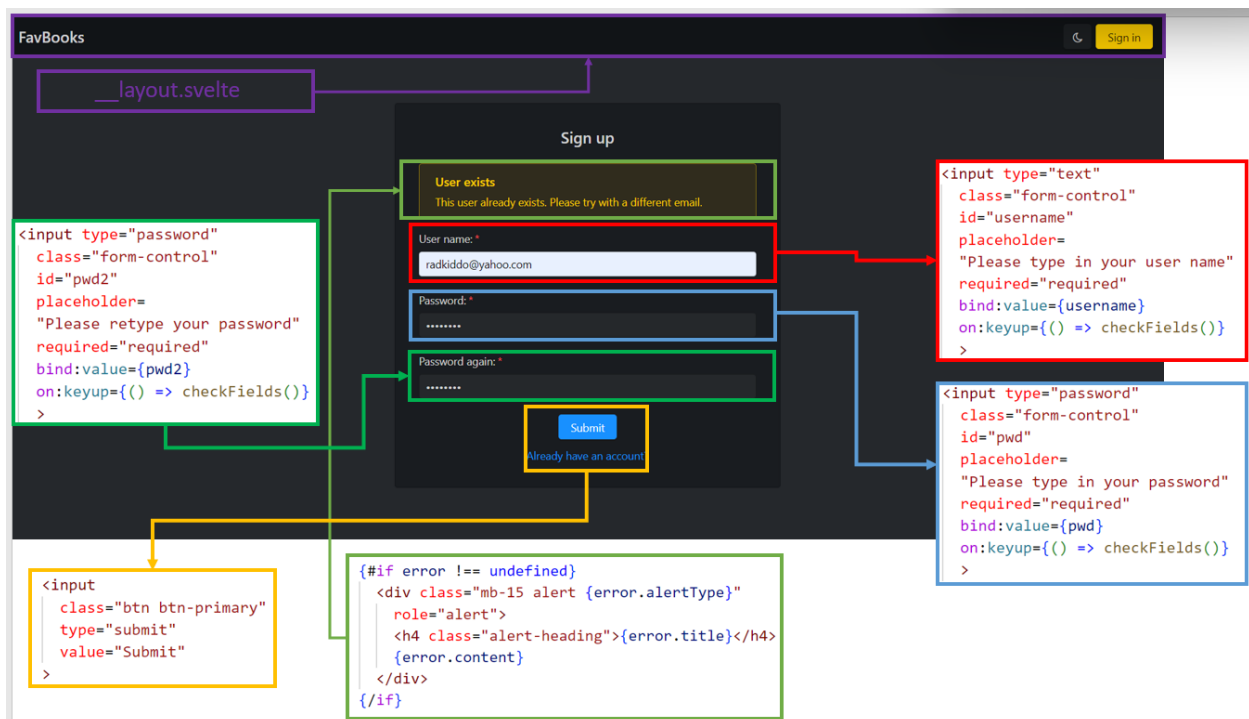 FavBooks
Sign in
__layout.svelte
Sign up
User exists
This user already exists. Please try with a different email.
User name: *
radkiddo@yahoo.com
Password: *
••••••••
Password again: *
••••••••
Submit
Already have an account?
<input type="password"
class="form-control"
id="pwd2"
placeholder=
"Please retype your password"
required="required"
bind:value={pwd2}
on:keyup={() => checkFields()}
>
<input type="text"
class="form-control"
id="username"
placeholder=
"Please type in your user name"
required="required"
bind:value={username}
on:keyup={() => checkFields()}
>
<input type="password"
class="form-control"
id="pwd"
placeholder=
"Please type in your password"
required="required"
bind:value={pwd}
on:keyup={() => checkFields()}
>
<input
class="btn btn-primary"
type="submit"
value="Submit"
>
{#if error !== undefined}
<div class="mb-15 alert {error.alertType}"
role="alert">
<h4 class="alert-heading">{error.title}</h4>
{error.content}
</div>
{/if}